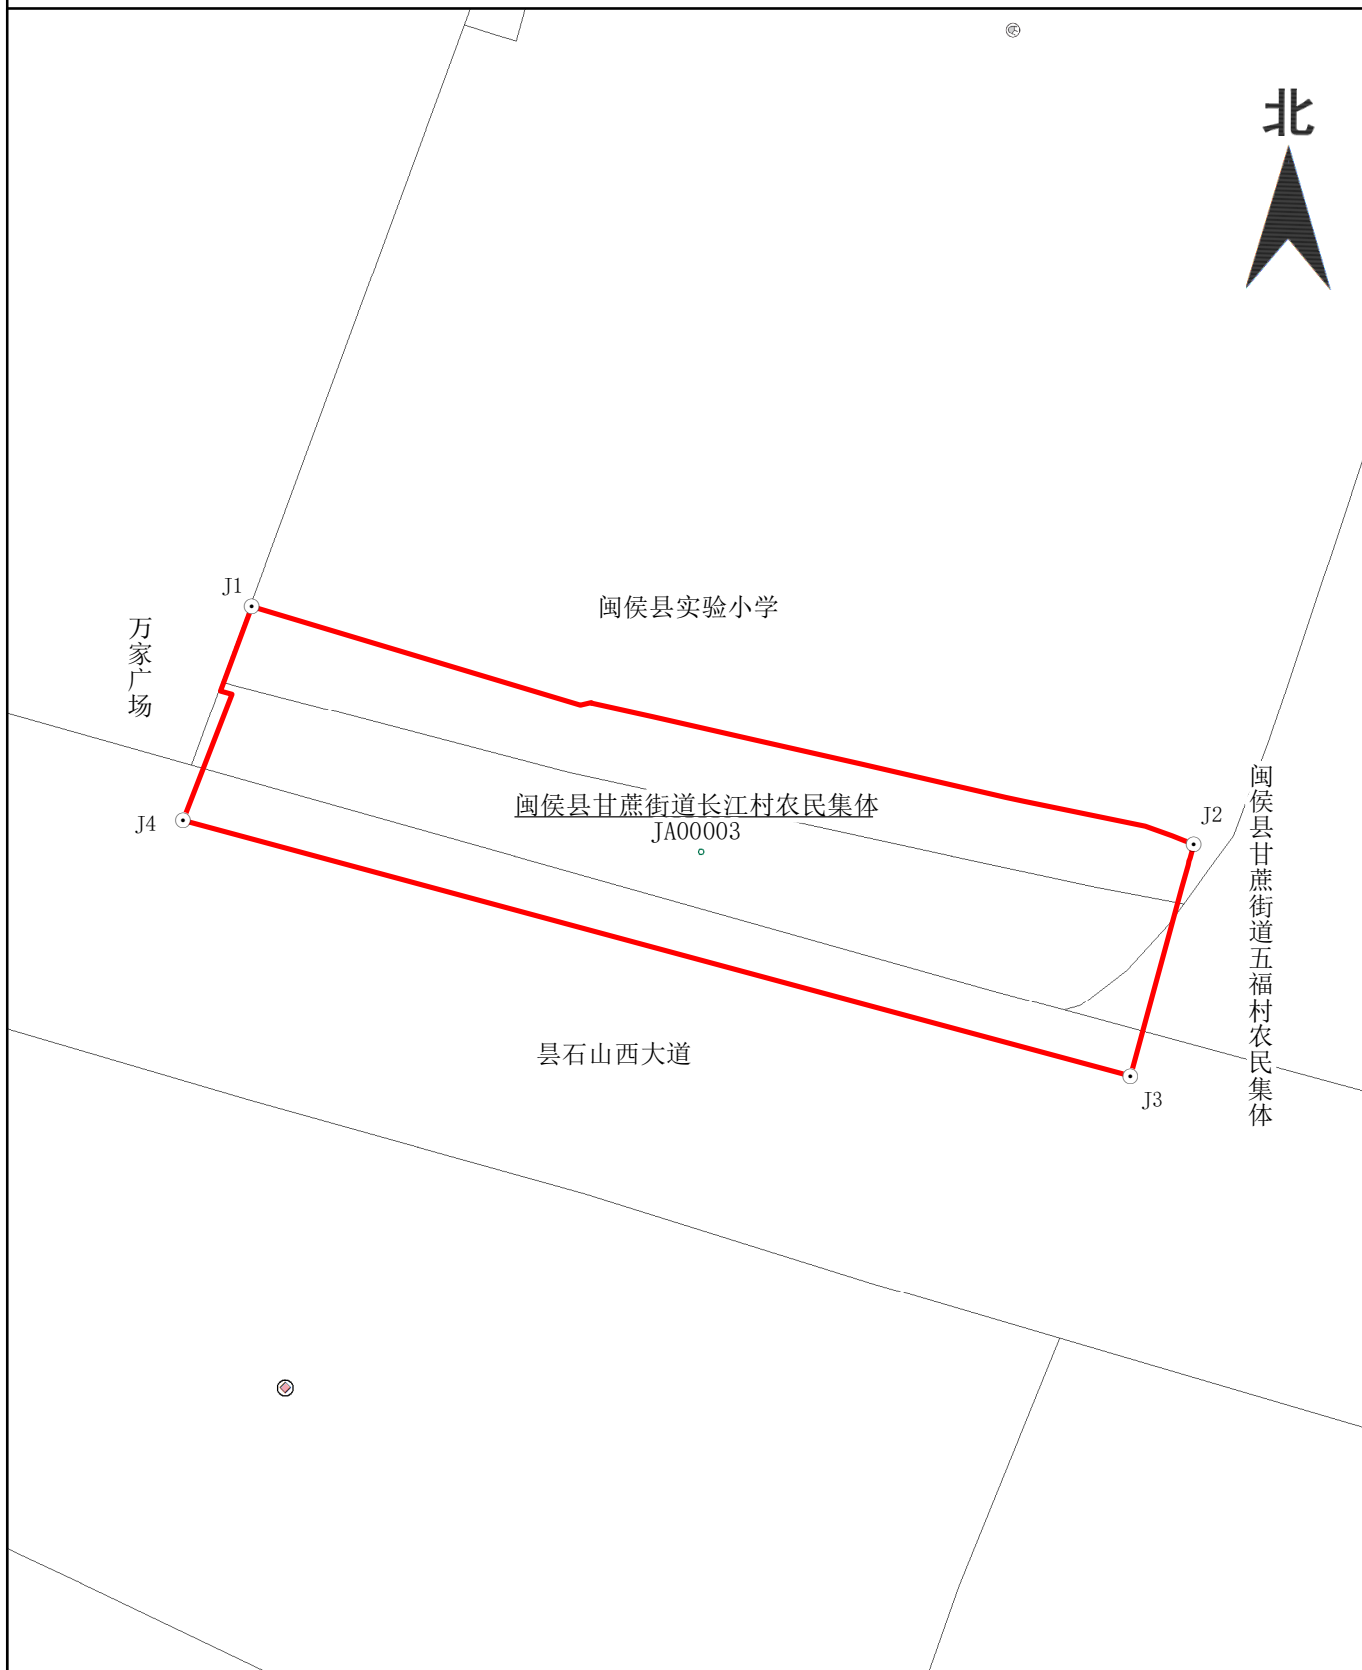 北
J1
闽侯县实验小学
万家广场
闽侯县甘蔗街道长江村农民集体
JA00003
J4
J2
闽侯县甘蔗街道五福村农民集体
昙石山西大道
J3